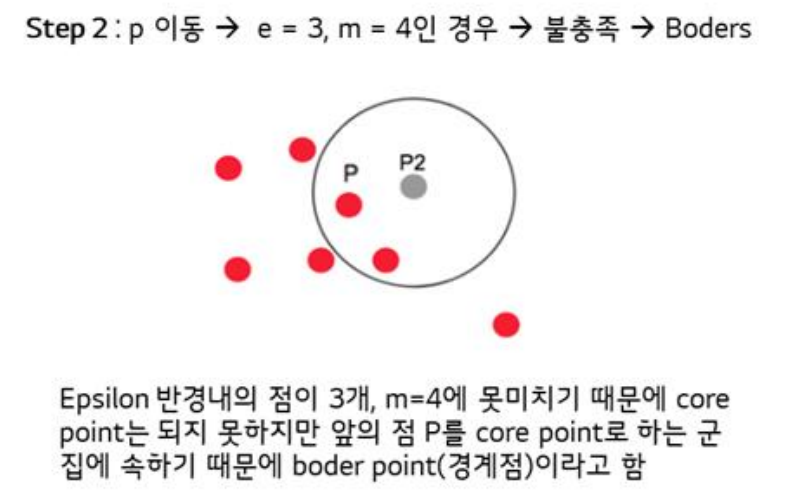 Step 2 : p 이동 → e = 3, m = 4인 경우 → 불충족 → Boders
P
P2
Epsilon 반경내의 점이 3개, m=4에 못미치기 때문에 core
point는 되지 못하지만 앞의 점 P를 core point로 하는 군
집에 속하기 때문에 boder point(경계점)이라고 함